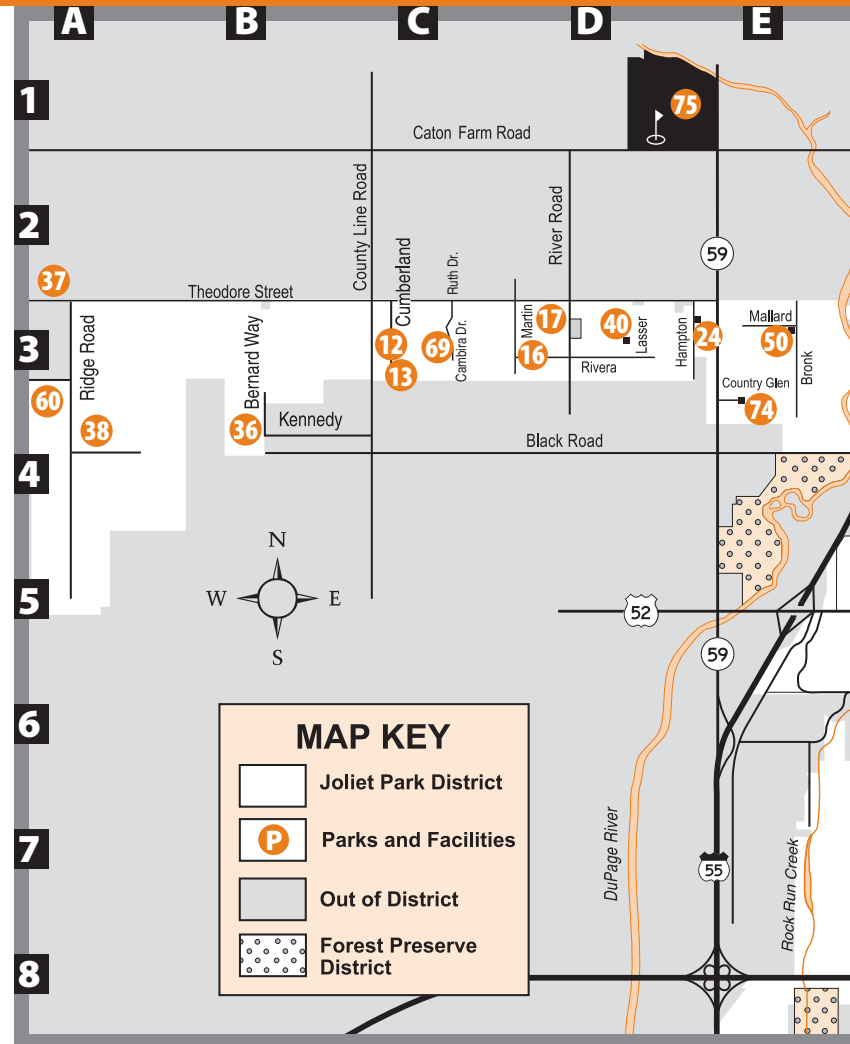 A B C D E
1
75
Caton Farm Road
County Line Road
River Road
2
Cumberland
Ruth Dr.
59
37
Theodore Street
Ridge Road
Bernard Way
3
12
13
69
Cambira Dr.
Martin
17
16
40
Lasser
Rivera
Hampton
24
Mallard
50
Bronk
Country Glen
74
60
38
36
Kennedy
Black Road
4
N
W E
S
5
52
59
6
MAP KEY
Joliet Park District
P Parks and Facilities
Out of District
Forest Preserve
District
7
DuPage River
55
Rock Run Creek
8